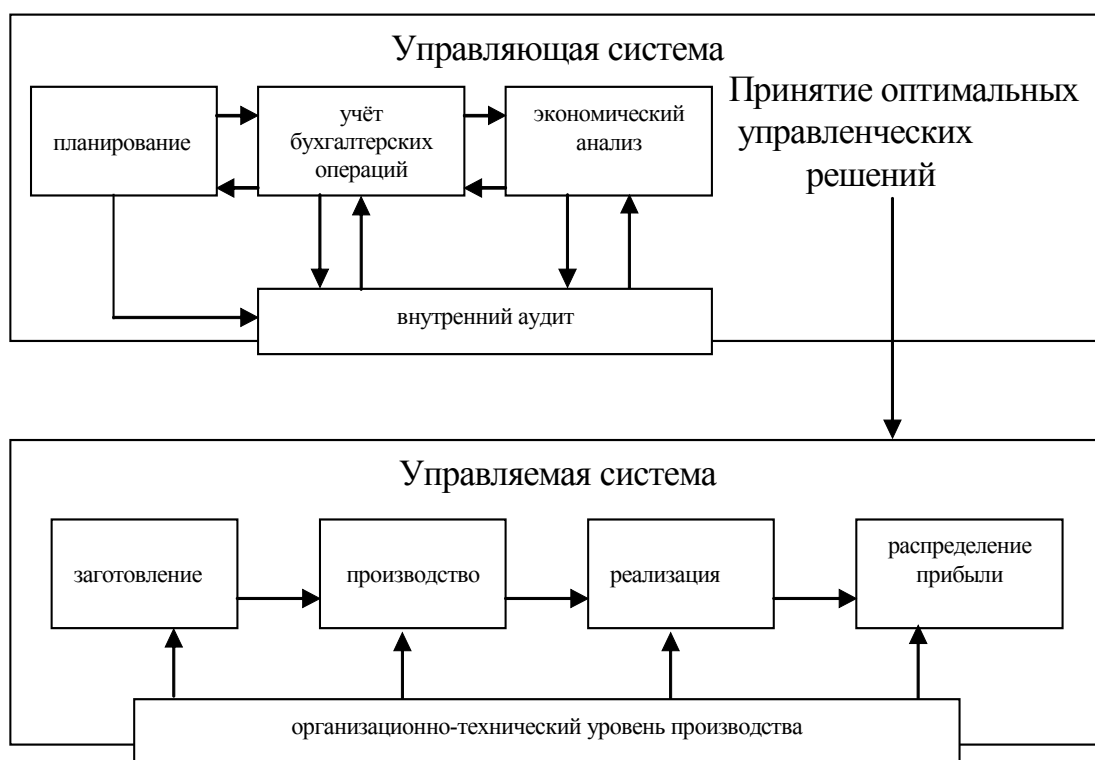 Управляющая система
планирование
учёт
бухгалтерских
операций
экономический
анализ
Принятие оптимальных
управленческих
решений
внутренний аудит
Управляемая система
заготовление
производство
реализация
распределение
прибыли
организационно-технический уровень производства